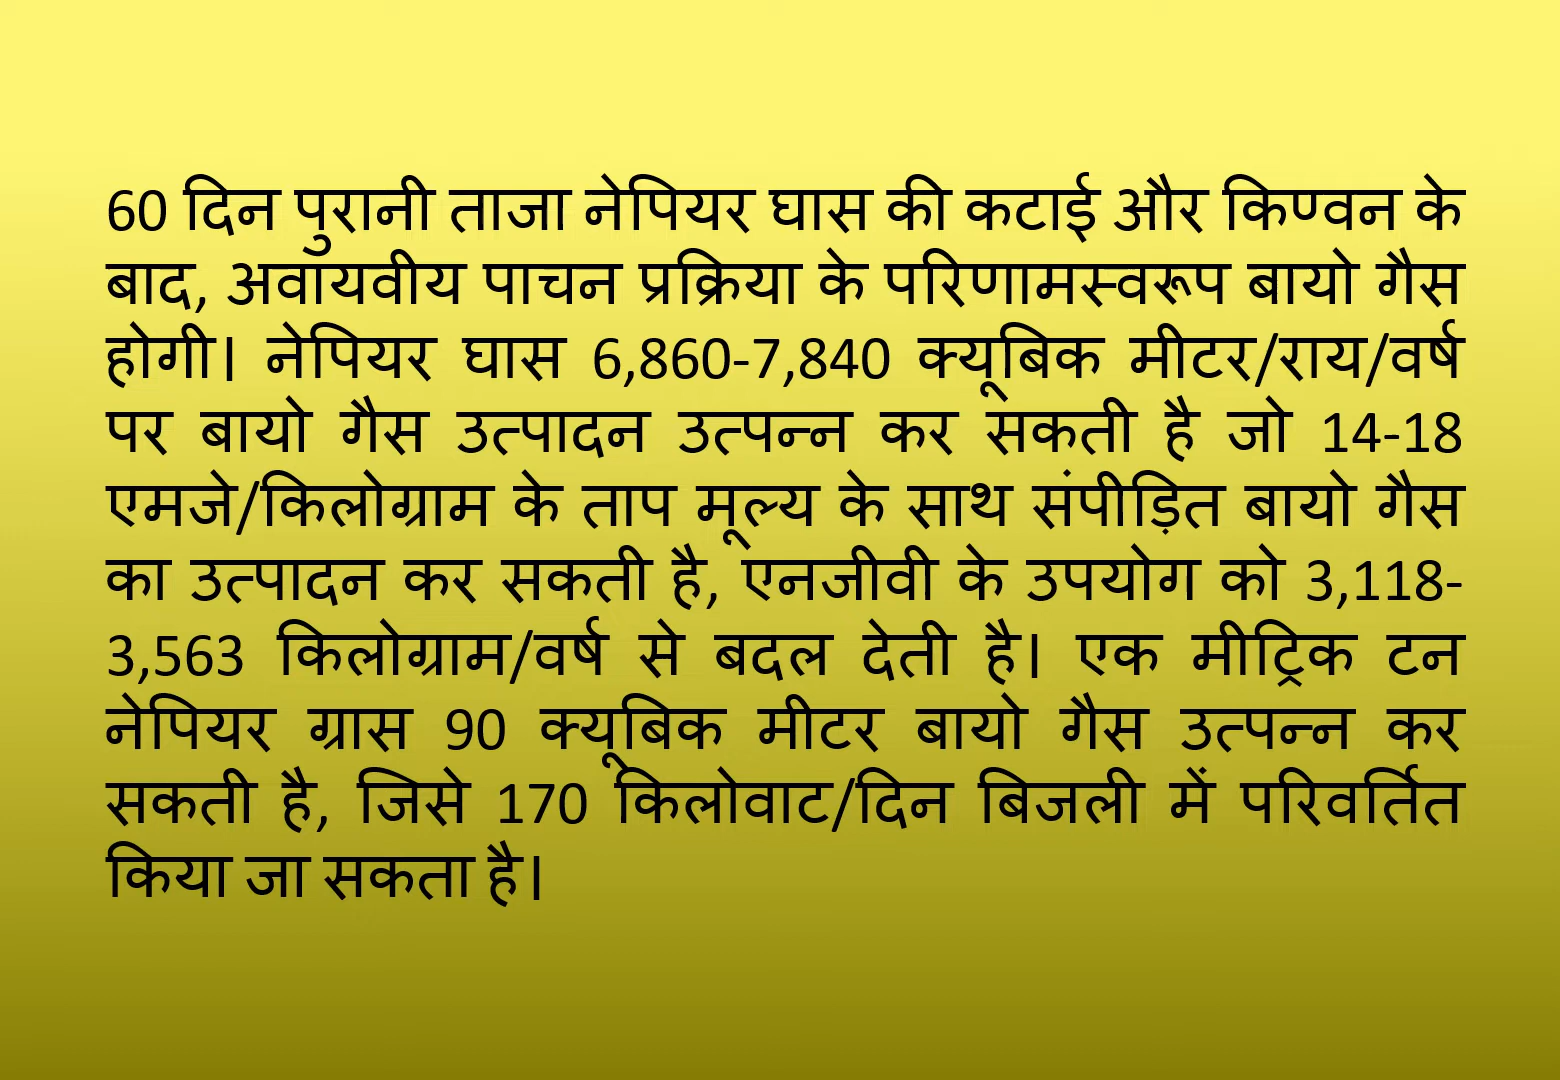 60 दिन पुरानी ताजा नेपियर घास की कटाई और किण्वन के
बाद, अवायवीय पाचन प्रक्रिया के परिणामस्वरूप बायो गैस
होगी। नेपियर घास 6,860-7,840 क्यूबिक मीटर/राय/वर्ष
पर बायो गैस उत्पादन उत्पन्न कर सकती है जो 14-18
एमजे/किलोग्राम के ताप मूल्य के साथ संपीड़ित बायो गैस
का उत्पादन कर सकती है, एनजीवी के उपयोग को 3,118-
3,563 किलोग्राम/वर्ष से बदल देती है। एक मीट्रिक टन
नेपियर ग्रास 90 क्यूबिक मीटर बायो गैस उत्पन्न कर
सकती है, जिसे 170 किलोवाट/दिन बिजली में परिवर्तित
किया जा सकता है।